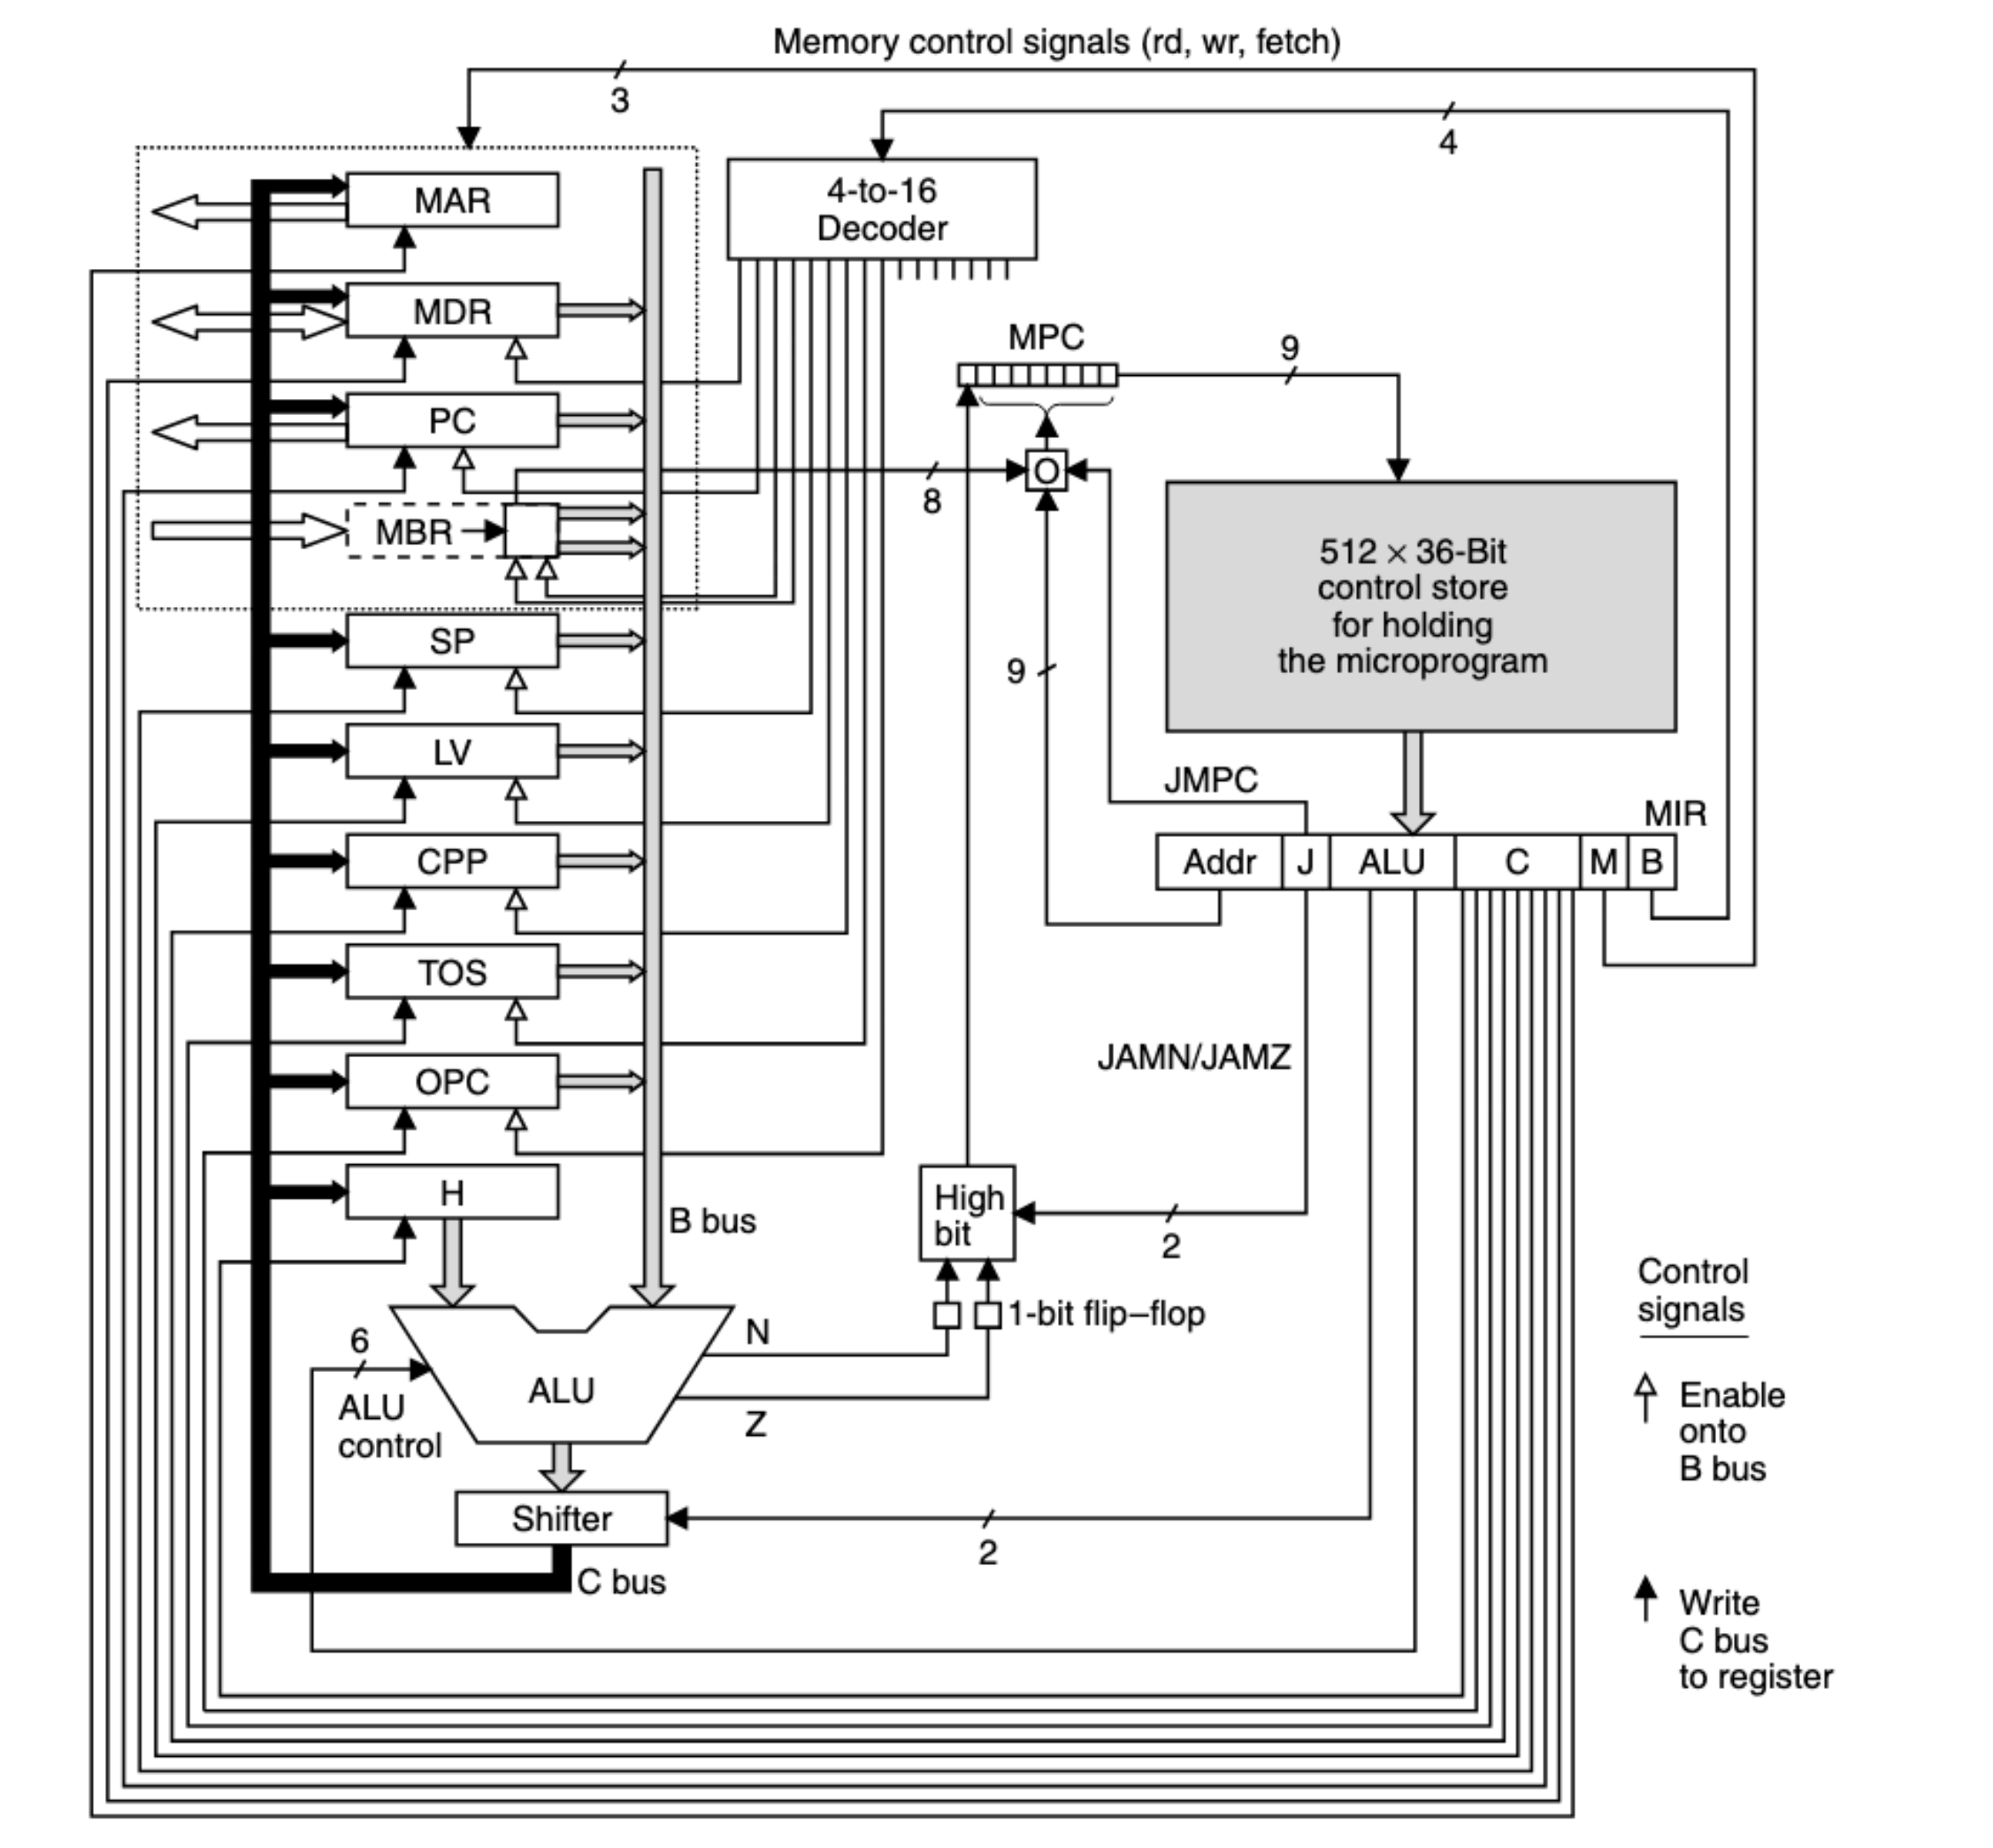 Memory control signals (rd, wr, fetch)
3
4
MAR
4-to-16
Decoder
MDR
MPC
9
PC
O
8
MBR
512 × 36-Bit
control store
for holding
the microprogram
SP
9
LV
JMPC
MIR
CPP
Addr
J
ALU
C
M
B
TOS
JAMN/JAMZ
OPC
H
B bus
High
bit
2
Control
signals
1-bit flip–flop
N
6
ALU
control
ALU
Z
Enable
onto
B bus
Shifter
2
C bus
Write
C bus
to register